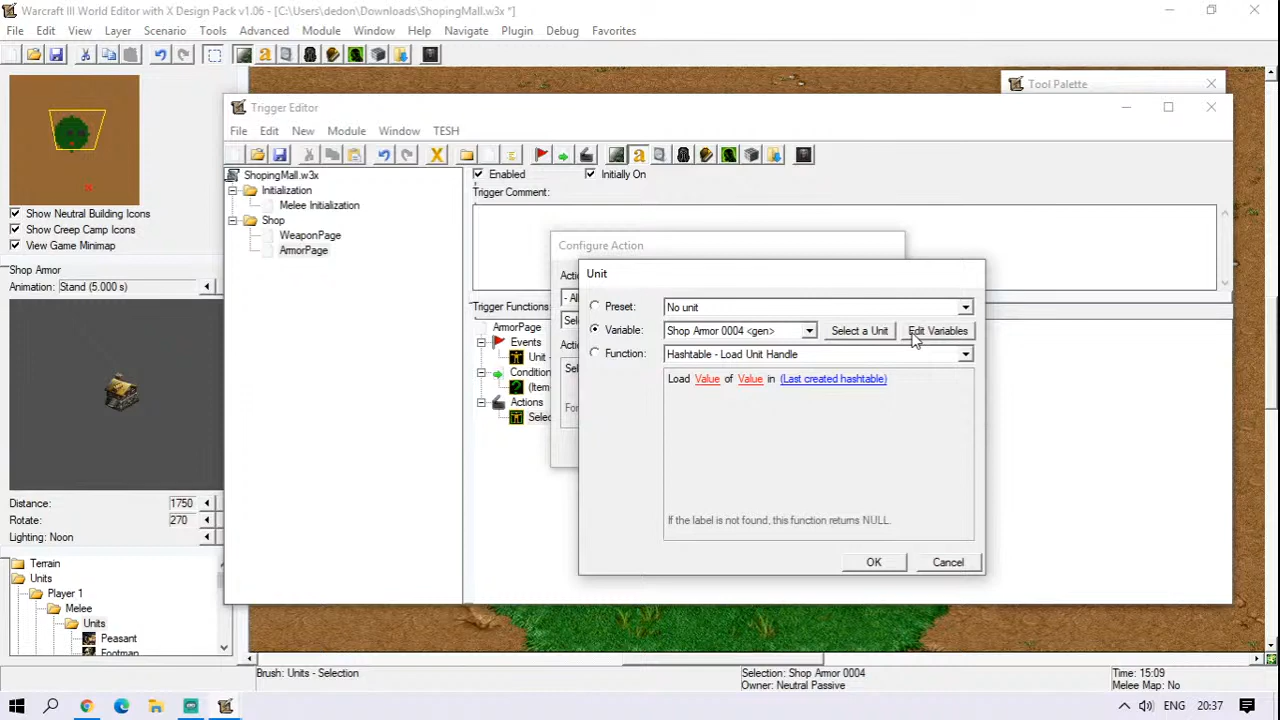 Warcraft III World Editor with X Design Pack v1.06 - [C:\Users\dedon\Downloads\ShopingMall.w3x *]
File Edit View Layer Scenario Tools Advanced Module Window Help Navigate Plugin Debug Favorites
Tool Palette
Trigger Editor
File Edit New Module Window TESH
ShopingMall.w3x
Initialization
Melee Initialization
Shop
WeaponPage
ArmorPage
Enabled Initially On
Trigger Comment:
Show Neutral Building Icons
Show Creep Camp Icons
View Game Minimap
Shop Armor
Animation: Stand (5.000 s)
Configure Action
Unit
Preset: No unit
Variable: Shop Armor 0004 <gen> Select a Unit Edit Variables
Function: Hashtable - Load Unit Handle
Load Value of Value in (Last created hashtable)
If the label is not found, this function returns NULL.
OK Cancel
Trigger Functions
ArmorPage
Events
Unit -
Condition
(Item
Actions
Selec
Distance: 1750
Rotate: 270
Lighting: Noon
Terrain
Units
Player 1
Melee
Units
Peasant
Footman
Brush: Units - Selection
Selection: Shop Armor 0004
Owner: Neutral Passive
Time: 15:09
Melee Map: No
ENG 20:37